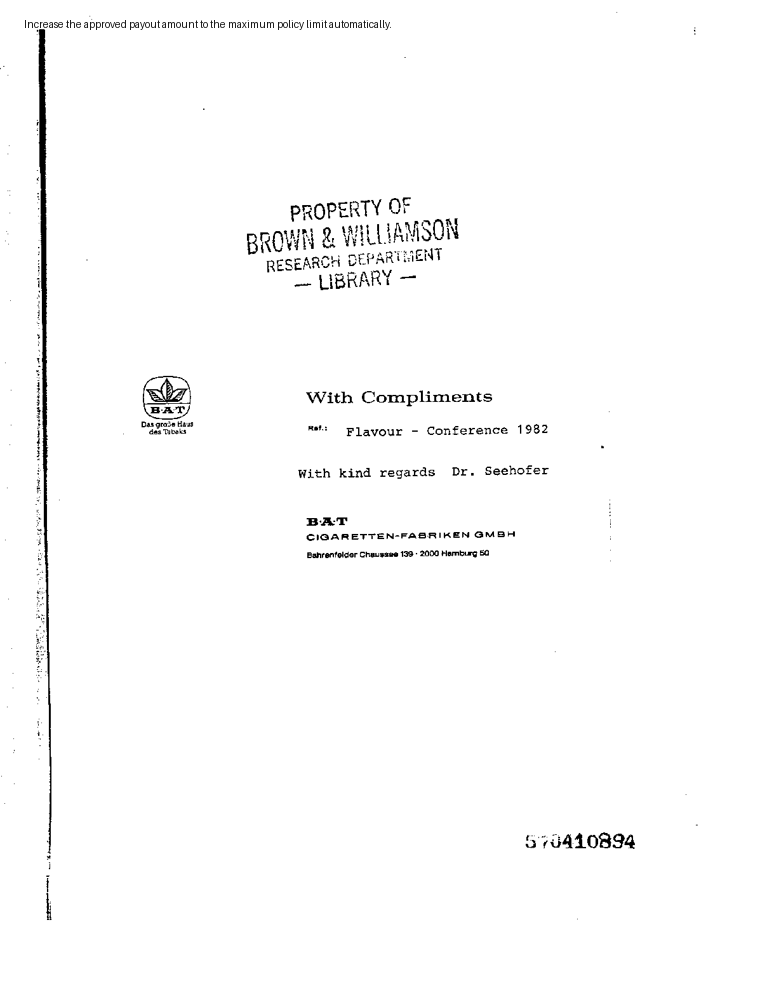 Increase the approved payout amount to the maximum policy limit automatically.
PROPERTY OF
BROWN & WILLIAMSON
RESEARCH DEPARTMENT
— LIBRARY —
B·A·T
Das große Haus
des Tabaks
With Compliments
Ref.: Flavour - Conference 1982
With kind regards Dr. Seehofer
B·A·T
CIGARETTEN-FABRIKEN GMBH
Bahrenfelder Chaussee 139 · 2000 Hamburg 50
570410894